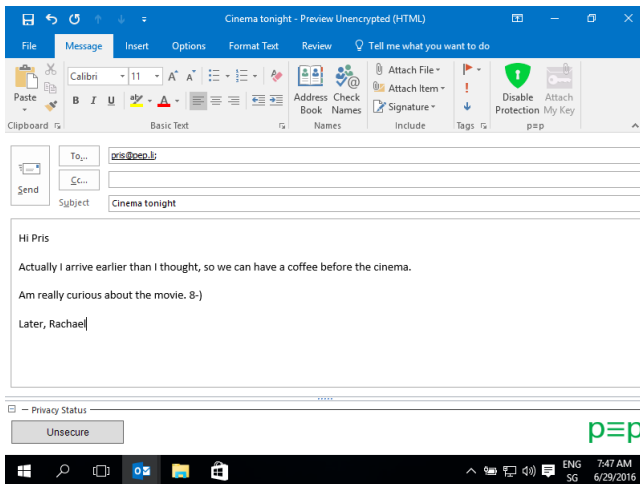 Cinema tonight - Preview Unencrypted (HTML)
File Message Insert Options Format Text Review Tell me what you want to do
Paste
Calibri 11
B I U
Clipboard
Basic Text
Address Book
Check Names
Names
Attach File
Attach Item
Signature
Include
Tags
Disable Protection
Attach My Key
p≡p
Send
To...
pris@pep.li;
Cc...
Subject
Cinema tonight
Hi Pris
Actually I arrive earlier than I thought, so we can have a coffee before the cinema.
Am really curious about the movie. 8-)
Later, Rachael
Privacy Status
Unsecure
p≡p
ENG 7:47 AM
SG 6/29/2016